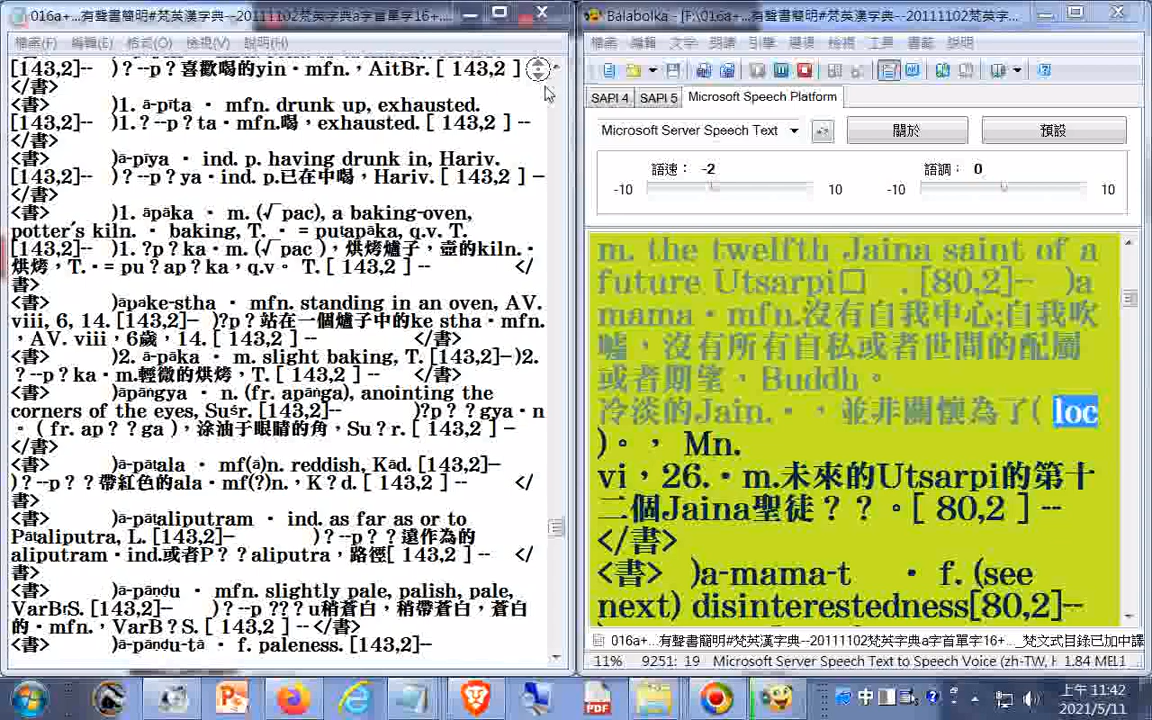 016a+...有聲書簡明#梵英漢字典--20111102梵英字典a字首單字16+...
檔案(F) 編輯(E) 格式(O) 檢視(V) 說明(H)
[143,2]-- )? --p ? 喜歡喝的yin‧mfn.，AitBr. [ 143,2 ]
</書>
<書> )1. ā-pīta ‧ mfn. drunk up, exhausted.
[143,2]-- )1.? --p ? ta‧mfn.喝，exhausted. [ 143,2 ] --
</書>
<書> )ā-pīya ‧ ind. p. having drunk in, Hariv.
[143,2]-- )? --p ? ya‧ind. p.已在中喝，Hariv. [ 143,2 ] --
</書>
<書> )1. āpāka ‧ m. (√ pac), a baking-oven,
potter's kiln. ‧ baking, T. ‧ = puṭapāka, q.v. T.
[143,2]-- )1. ?p ? ka‧m. (√ pac )，烘烤爐子，壺的kiln.‧
烘烤，T.‧= pu ? ap ? ka，q.v。 T. [ 143,2 ] -- </
書>
<書> )āpāke-stha ‧ mfn. standing in an oven, AV.
viii, 6, 14. [143,2]-- )?p ? 站在一個爐子中的ke stha‧mfn.
，AV. viii，6歲，14. [ 143,2 ] -- </書>
<書> )2. ā-pāka ‧ m. slight baking, T. [143,2]--)2.
? --p ? ka‧m.輕微的烘烤，T. [ 143,2 ] -- </書>
<書> )āpāṅgya ‧ n. (fr. apāṅga), anointing the
corners of the eyes, Suśr. [143,2]-- )?p ? ? gya‧n
。 ( fr. ap ? ? ga )，涂油于眼睛的角，Su ? r. [ 143,2 ] --
</書>
<書> )ā-pāṭala ‧ mf(ā)n. reddish, Kād. [143,2]--
)? --p ? ? 帶紅色的ala‧mf(?)n.，K ? d. [ 143,2 ] -- </
書>
<書> )ā-pāṭaliputram ‧ ind. as far as or to
Pāṭaliputra, L. [143,2]-- )? --p ? ? 遠作為的
aliputram‧ind.或者P ? ? aliputra，路徑[ 143,2 ] -- </
書>
<書> )ā-pāṇḍu ‧ mfn. slightly pale, palish, pale,
VarBṛS. [143,2]-- )? --p ??? u稍蒼白，稍帶蒼白，蒼白
的‧mfn.，VarB ? S. [ 143,2 ] -- </書>
<書> )ā-pāṇḍu-tā ‧ f. paleness. [143,2]--
Balabolka - [F:\016a+...有聲書簡明#梵英漢字典--20111102梵英字...
檔案 編輯 文字 朗讀 引擎 選項 檢視 工具 書籤 說明
SAPI 4 SAPI 5 Microsoft Speech Platform
Microsoft Server Speech Text 關於 預設
語速： -2 語調： 0
-10 10 -10 10
m. the twelfth Jaina saint of a
future Utsarpi□ . [80,2]-- )a
mama‧mfn.沒有自我中心;自我吹
噓，沒有所有自私或者世間的配屬
或者期望，Buddh。
冷淡的Jain.‧，並非關懷為了( loc
)。， Mn.
vi，26.‧m.未來的Utsarpi的第十
二個Jaina聖徒？？。[ 80,2 ] --
</書>
<書> )a-mama-t ‧ f. (see
next) disinterestedness[80,2]--
016a+...有聲書簡明#梵英漢字典--20111102梵英字典a字首單字16+..._梵文式目錄已加中譯
11% 9251: 19 Microsoft Server Speech Text to Speech Voice (zh-TW, H 1.84 МБ
中
上午 11:42
2021/5/11